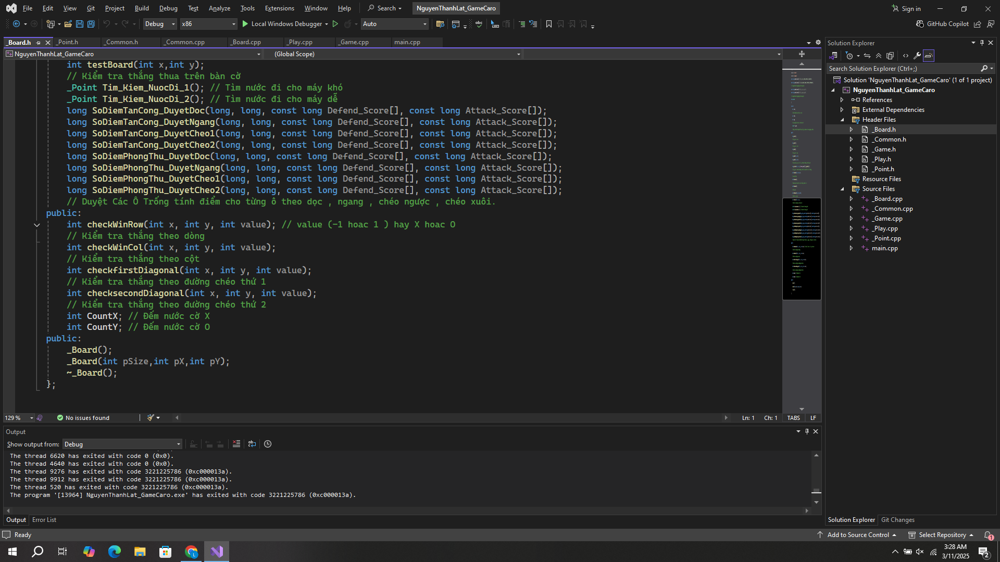 File Edit View Git Project Build Debug Test Analyze Tools Extensions Window Help Search NguyenThanhLat_GameCaro Sign in
Debug x86 Local Windows Debugger Auto GitHub Copilot
_Board.h _Point.h _Common.h _Common.cpp _Board.cpp _Play.cpp _Game.cpp main.cpp
NguyenThanhLat_GameCaro (Global Scope)
int testBoard(int x,int y);
// Kiểm tra thắng thua trên bàn cờ
_Point Tim_Kiem_NuocDi_1(); // Tìm nước đi cho máy khó
_Point Tim_Kiem_NuocDi_2(); // Tìm nước đi cho máy dễ
long SoDiemTanCong_DuyetDoc(long, long, const long Defend_Score[], const long Attack_Score[]);
long SoDiemTanCong_DuyetNgang(long, long, const long Defend_Score[], const long Attack_Score[]);
long SoDiemTanCong_DuyetCheo1(long, long, const long Defend_Score[], const long Attack_Score[]);
long SoDiemTanCong_DuyetCheo2(long, long, const long Defend_Score[], const long Attack_Score[]);
long SoDiemPhongThu_DuyetDoc(long, long, const long Defend_Score[], const long Attack_Score[]);
long SoDiemPhongThu_DuyetNgang(long, long, const long Defend_Score[], const long Attack_Score[]);
long SoDiemPhongThu_DuyetCheo1(long, long, const long Defend_Score[], const long Attack_Score[]);
long SoDiemPhongThu_DuyetCheo2(long, long, const long Defend_Score[], const long Attack_Score[]);
// Duyệt Các Ô Trống tính điểm cho từng ô theo dọc , ngang , chéo ngược , chéo xuôi.
public:
int checkWinRow(int x, int y, int value); // value (-1 hoac 1 ) hay X hoac O
// Kiểm tra thắng theo dòng
int checkWinCol(int x, int y, int value);
// Kiểm tra thắng theo cột
int checkfirstDiagonal(int x, int y, int value);
// Kiểm tra thắng theo đường chéo thứ 1
int checksecondDiagonal(int x, int y, int value);
// Kiểm tra thắng theo đường chéo thứ 2
int CountX; // Đếm nước cờ X
int CountY; // Đếm nước cờ O
public:
_Board();
_Board(int pSize,int pX,int pY);
~_Board();
};
129 % No issues found Ln: 1 Ch: 1 TABS LF
Output
Show output from: Debug
The thread 6620 has exited with code 0 (0x0).
The thread 4640 has exited with code 0 (0x0).
The thread 9276 has exited with code 3221225786 (0xc000013a).
The thread 9912 has exited with code 3221225786 (0xc000013a).
The thread 520 has exited with code 3221225786 (0xc000013a).
The program '[13964] NguyenThanhLat_GameCaro.exe' has exited with code 3221225786 (0xc000013a).
Output Error List
Solution Explorer
Search Solution Explorer (Ctrl+;)
Solution 'NguyenThanhLat_GameCaro' (1 of 1 project)
NguyenThanhLat_GameCaro
References
External Dependencies
Header Files
_Board.h
_Common.h
_Game.h
_Play.h
_Point.h
Resource Files
Source Files
_Board.cpp
_Common.cpp
_Game.cpp
_Play.cpp
_Point.cpp
main.cpp
Solution Explorer Git Changes
Ready Add to Source Control Select Repository 1
3:28 AM
3/11/2025
2